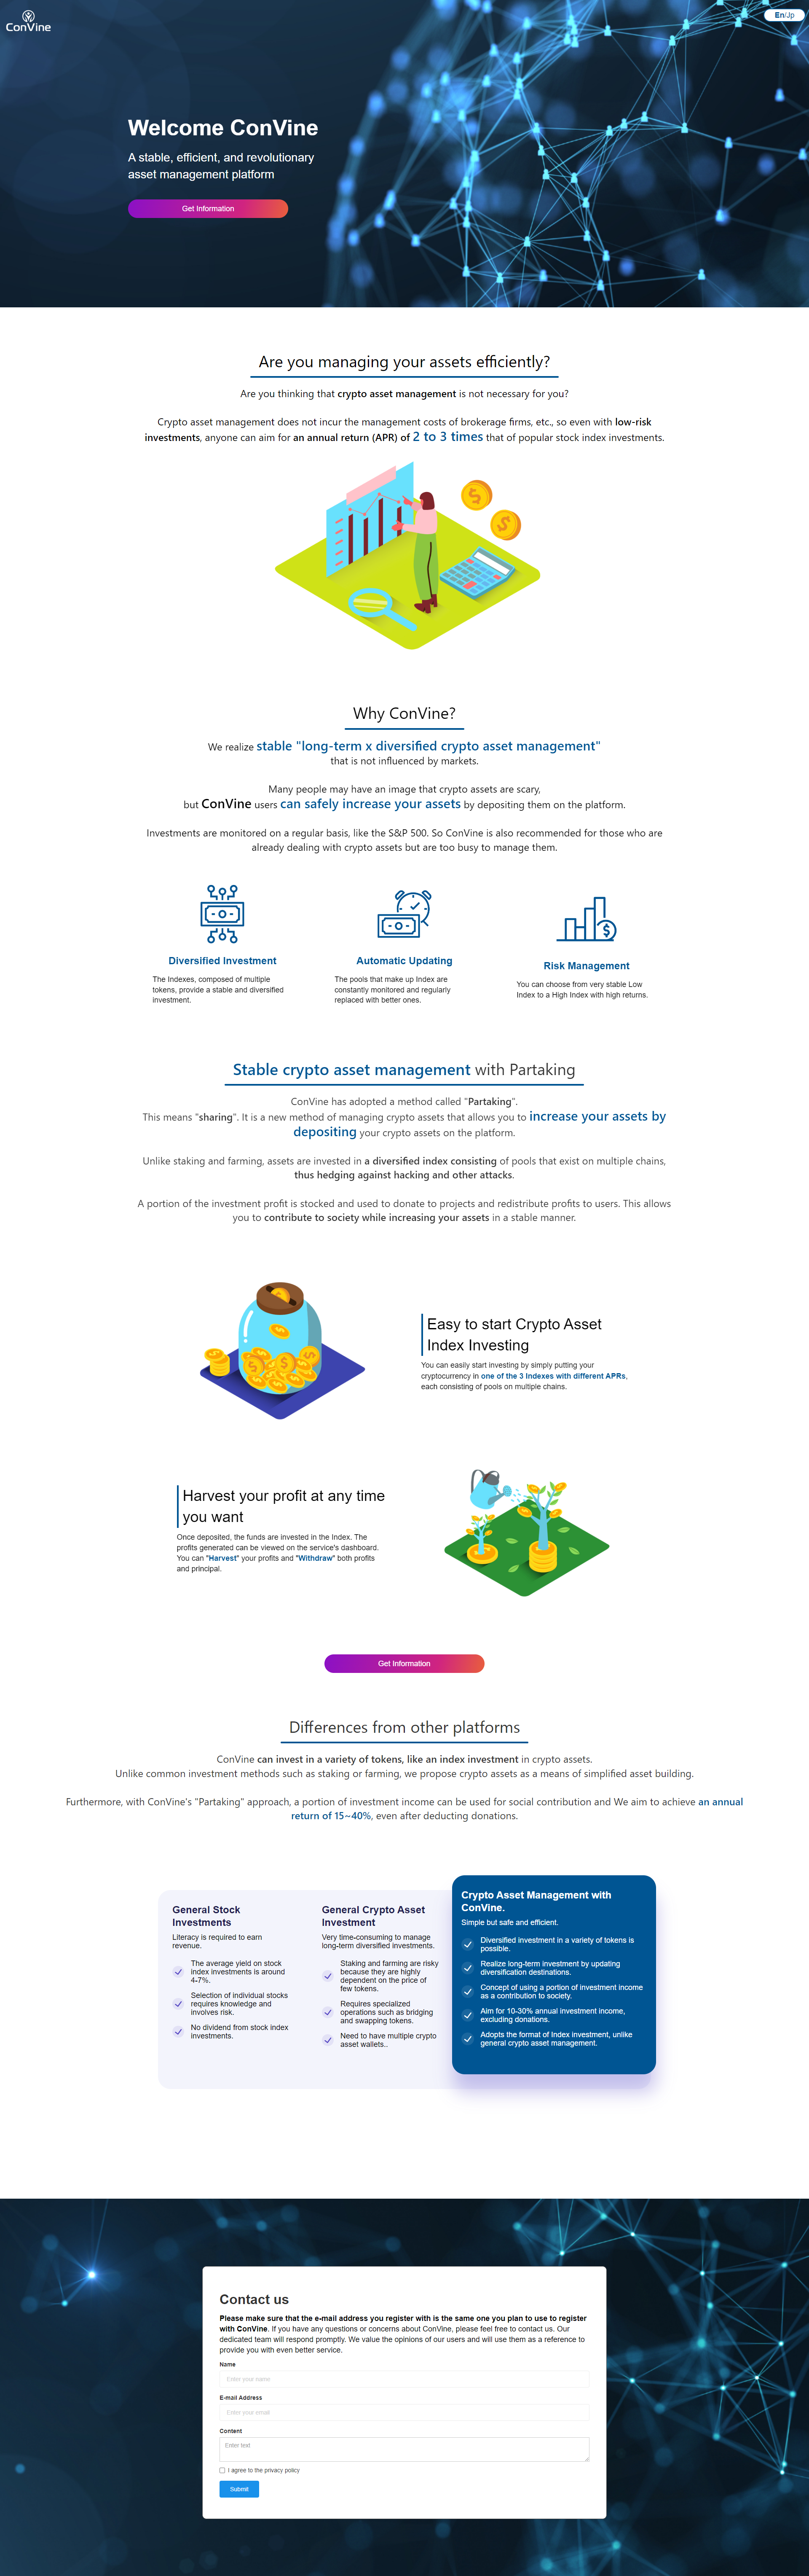 ConVine
En/Jp
Welcome ConVine
A stable, efficient, and revolutionary
asset management platform
Get Information
Are you managing your assets efficiently?
Are you thinking that crypto asset management is not necessary for you?
Crypto asset management does not incur the management costs of brokerage firms, etc., so even with low-risk
investments, anyone can aim for an annual return (APR) of 2 to 3 times that of popular stock index investments.
Why ConVine?
We realize stable "long-term x diversified crypto asset management"
that is not influenced by markets.
Many people may have an image that crypto assets are scary,
but ConVine users can safely increase your assets by depositing them on the platform.
Investments are monitored on a regular basis, like the S&P 500. So ConVine is also recommended for those who are
already dealing with crypto assets but are too busy to manage them.
Diversified Investment
The Indexes, composed of multiple
tokens, provide a stable and diversified
investment.
Automatic Updating
The pools that make up Index are
constantly monitored and regularly
replaced with better ones.
Risk Management
You can choose from very stable Low
Index to a High Index with high returns.
Stable crypto asset management with Partaking
ConVine has adopted a method called "Partaking".
This means "sharing". It is a new method of managing crypto assets that allows you to increase your assets by
depositing your crypto assets on the platform.
Unlike staking and farming, assets are invested in a diversified index consisting of pools that exist on multiple chains,
thus hedging against hacking and other attacks.
A portion of the investment profit is stocked and used to donate to projects and redistribute profits to users. This allows
you to contribute to society while increasing your assets in a stable manner.
Easy to start Crypto Asset
Index Investing
You can easily start investing by simply putting your
cryptocurrency in one of the 3 Indexes with different APRs,
each consisting of pools on multiple chains.
Harvest your profit at any time
you want
Once deposited, the funds are invested in the Index. The
profits generated can be viewed on the service's dashboard.
You can "Harvest" your profits and "Withdraw" both profits
and principal.
Get Information
Differences from other platforms
ConVine can invest in a variety of tokens, like an index investment in crypto assets.
Unlike common investment methods such as staking or farming, we propose crypto assets as a means of simplified asset building.
Furthermore, with ConVine's "Partaking" approach, a portion of investment income can be used for social contribution and We aim to achieve an annual
return of 15~40%, even after deducting donations.
General Stock
Investments
Literacy is required to earn
revenue.
The average yield on stock
index investments is around
4-7%.
Selection of individual stocks
requires knowledge and
involves risk.
No dividend from stock index
investments.
General Crypto Asset
Investment
Very time-consuming to manage
long-term diversified investments.
Staking and farming are risky
because they are highly
dependent on the price of
few tokens.
Requires specialized
operations such as bridging
and swapping tokens.
Need to have multiple crypto
asset wallets..
Crypto Asset Management with
ConVine.
Simple but safe and efficient.
Diversified investment in a variety of tokens is
possible.
Realize long-term investment by updating
diversification destinations.
Concept of using a portion of investment income
as a contribution to society.
Aim for 10-30% annual investment income,
excluding donations.
Adopts the format of Index investment, unlike
general crypto asset management.
Contact us
Please make sure that the e-mail address you register with is the same one you plan to use to register
with ConVine. If you have any questions or concerns about ConVine, please feel free to contact us. Our
dedicated team will respond promptly. We value the opinions of our users and will use them as a reference to
provide you with even better service.
Name
Enter your name
E-mail Address
Enter your email
Content
Enter text
I agree to the privacy policy
Submit